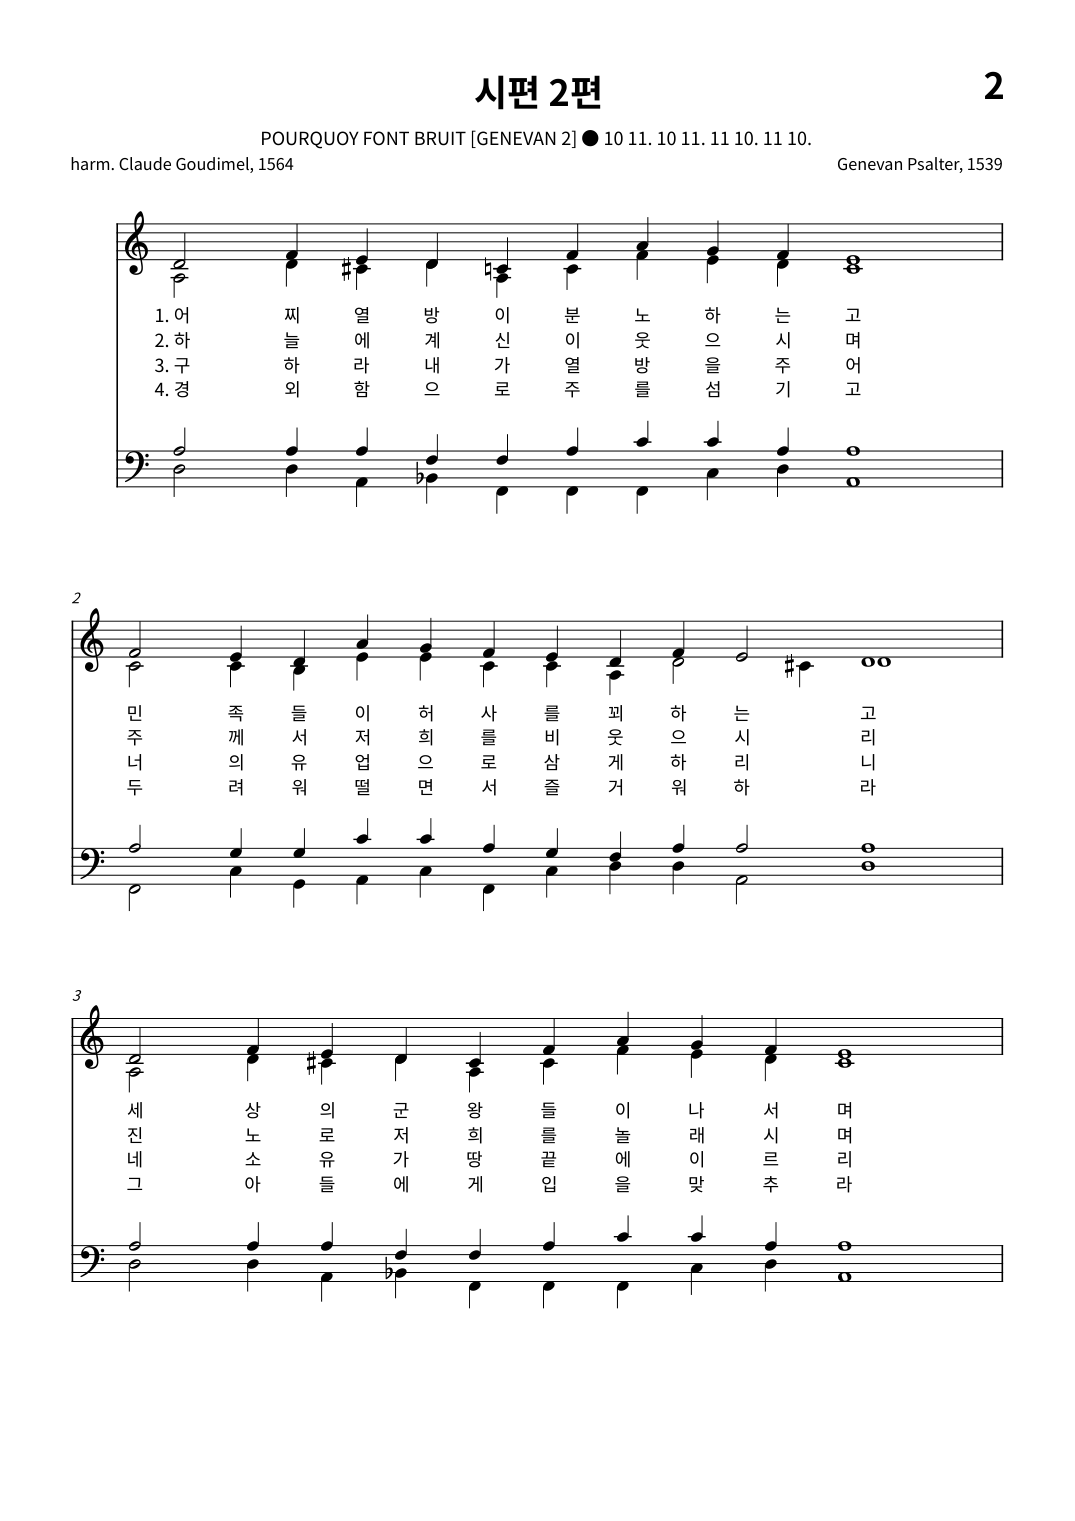 시편 2편
2
POURQUOY FONT BRUIT [GENEVAN 2] ● 10 11. 10 11. 11 10. 11 10.
harm. Claude Goudimel, 1564
Genevan Psalter, 1539
1. 어 찌 열 방 이 분 노 하 는 고
2. 하 늘 에 계 신 이 웃 으 시 며
3. 구 하 라 내 가 열 방 을 주 어
4. 경 외 함 으 로 주 를 섬 기 고
2
민 족 들 이 허 사 를 꾀 하 는 고
주 께 서 저 희 를 비 웃 으 시 리
너 의 유 업 으 로 삼 게 하 리 니
두 려 워 떨 면 서 즐 거 워 하 라
3
세 상 의 군 왕 들 이 나 서 며
진 노 로 저 희 를 놀 래 시 며
네 소 유 가 땅 끝 에 이 르 리
그 아 들 에 게 입 을 맞 추 라